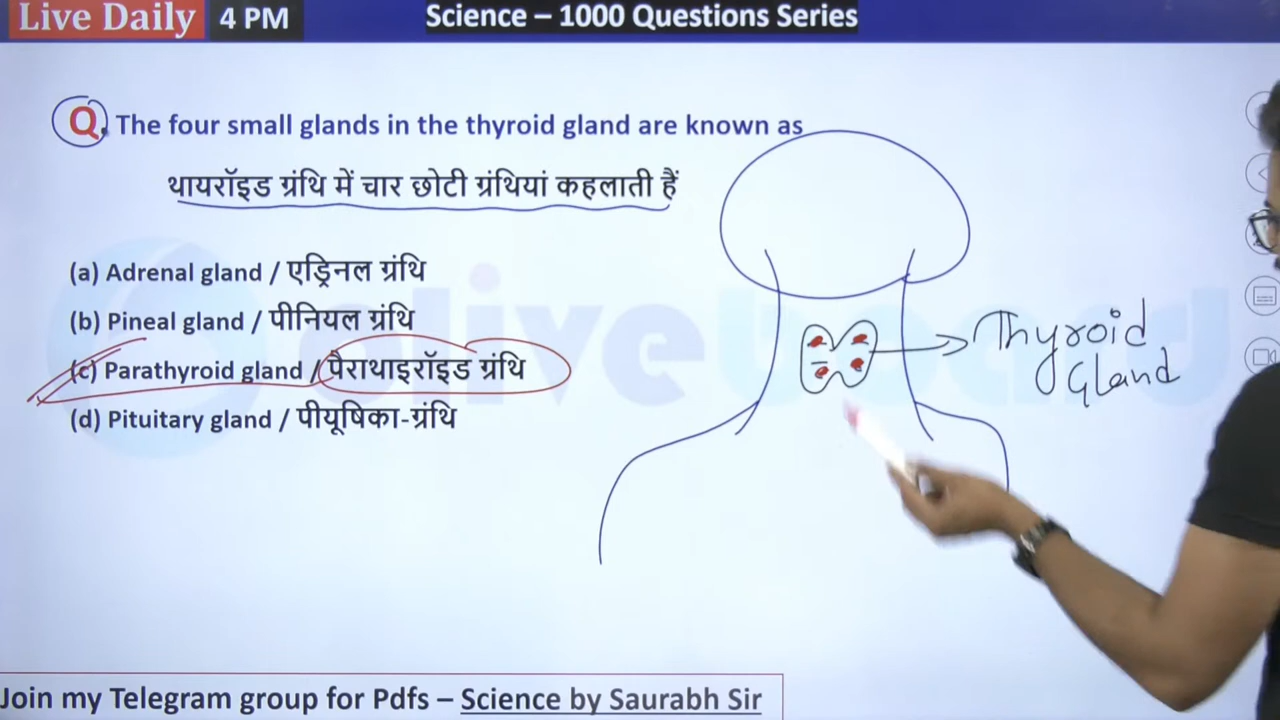 Live Daily 4 PM
Science – 1000 Questions Series
Q. The four small glands in the thyroid gland are known as
थायरॉइड ग्रंथि में चार छोटी ग्रंथियां कहलाती हैं
(a) Adrenal gland / एड्रिनल ग्रंथि
(b) Pineal gland / पीनियल ग्रंथि
(c) Parathyroid gland / पैराथाइरॉइड ग्रंथि
(d) Pituitary gland / पीयूषिका-ग्रंथि
Thyroid
Gland
oliveboard
Join my Telegram group for Pdfs – Science by Saurabh Sir